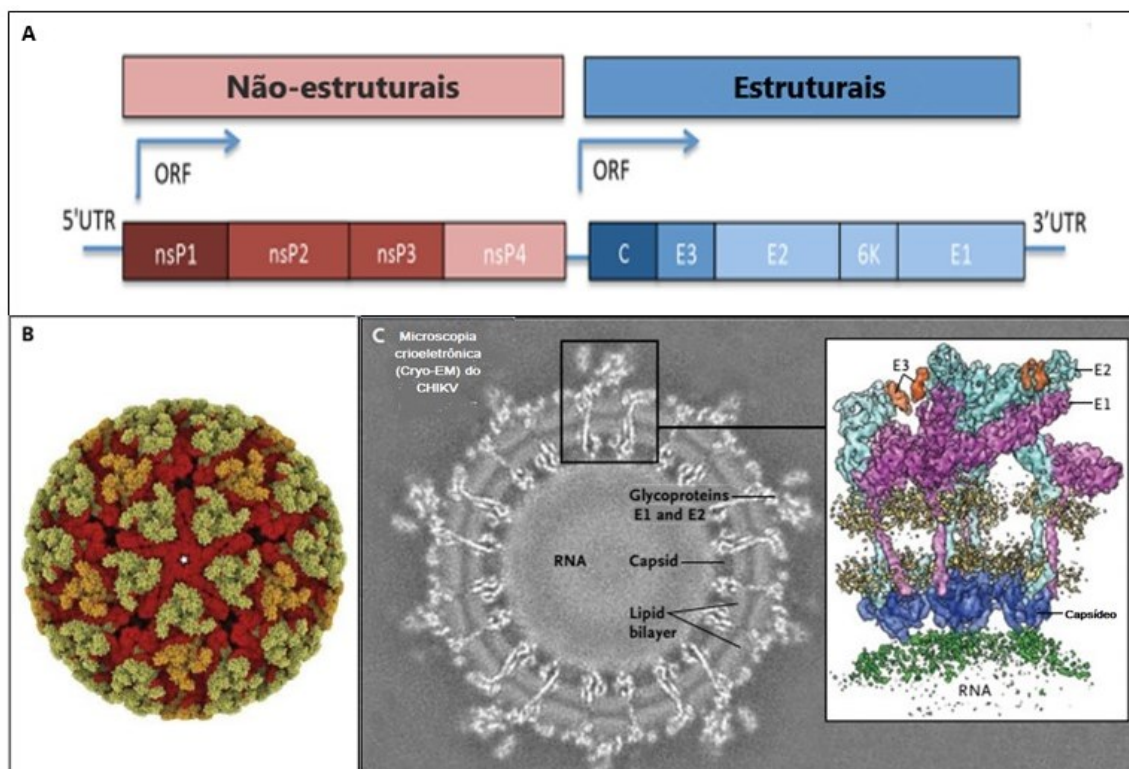 A
Não-estruturais
Estruturais
ORF
ORF
5'UTR
nsP1
nsP2
nsP3
nsP4
C
E3
E2
6K
E1
3'UTR
B
C
Microscopia
crioeletrônica
(Cryo-EM) do
CHIKV
Glycoproteins
E1 and E2
RNA
Capsid
Lipid
bilayer
E3
E2
E1
Capsídeo
RNA